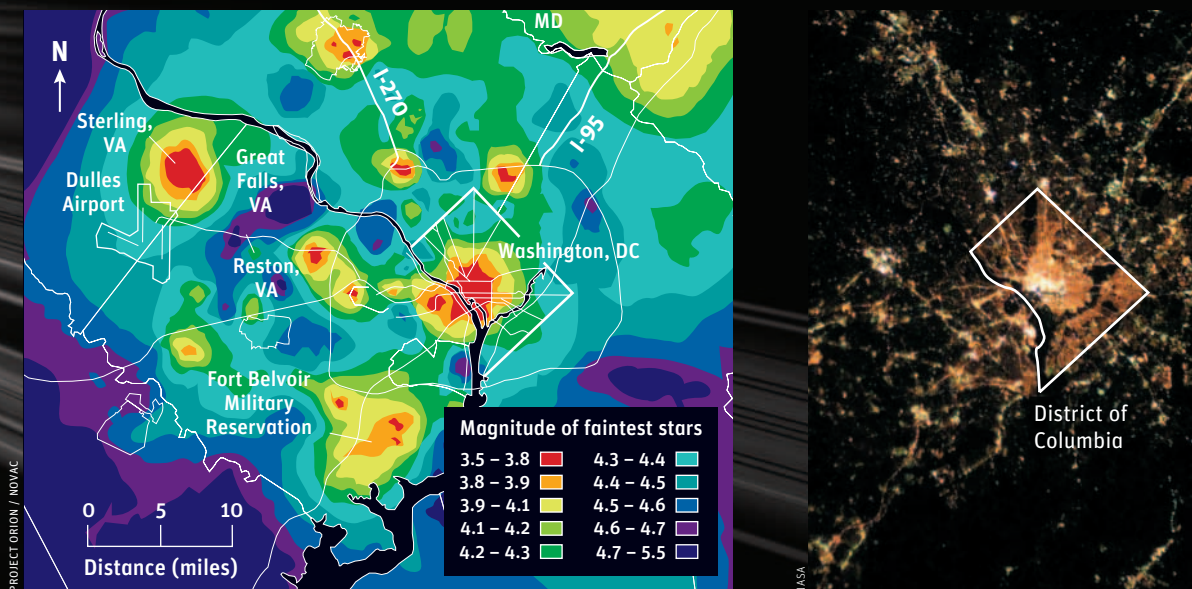 N
MD
I-270
I-95
Sterling,
VA
Dulles
Airport
Great
Falls,
VA
Reston,
VA
Washington, DC
Fort Belvoir
Military
Reservation
0 5 10
Distance (miles)
Magnitude of faintest stars
3.5 – 3.8
3.8 – 3.9
3.9 – 4.1
4.1 – 4.2
4.2 – 4.3
4.3 – 4.4
4.4 – 4.5
4.5 – 4.6
4.6 – 4.7
4.7 – 5.5
PROJECT ORION / NOVAC
District of
Columbia
NASA